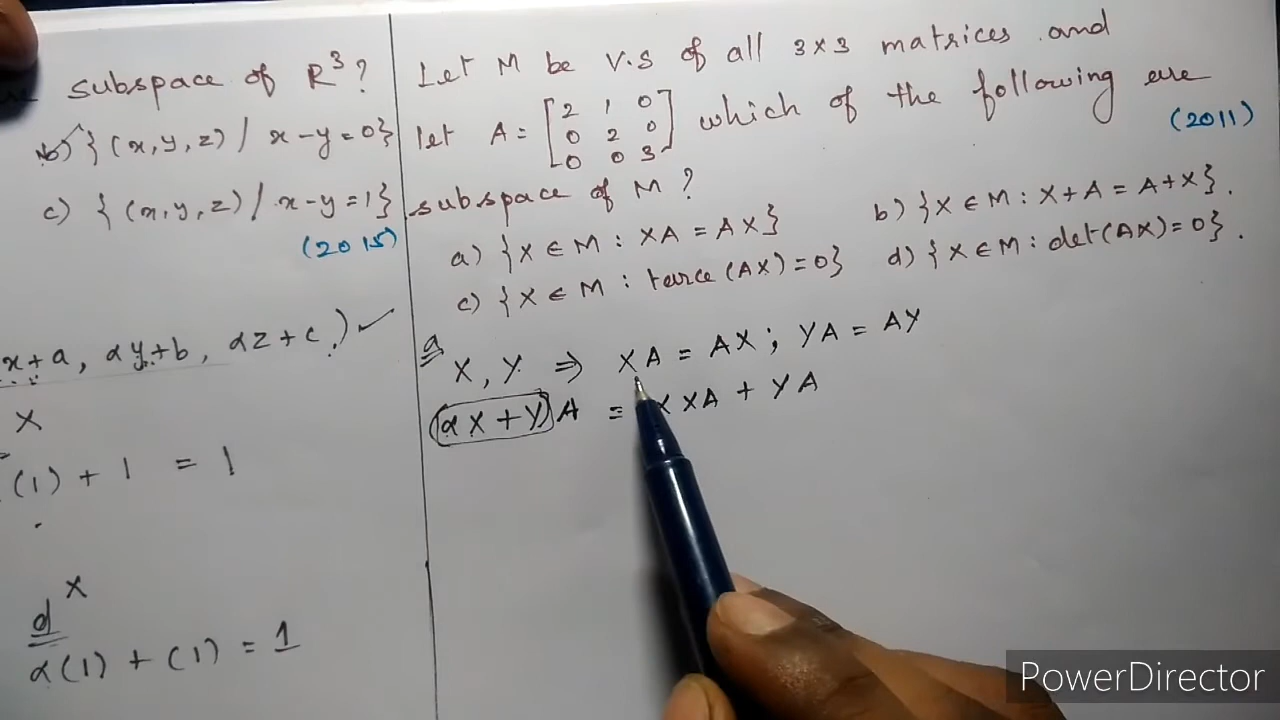 subspace of R³?
b) {(x,y,z) / x-y=0}
c) {(x,y,z) / x-y=1}
(2015)
x+a, αy+b, αz+c)
x
(1) + 1 = 1
d x
α(1) + (1) = 1
Let M be V.S of all 3×3 matrices and
let A = [2 1 0
0 2 0
0 0 3] which of the following are
(2011)
subspace of M?
a) {X ∈ M : XA = AX}
b) {X ∈ M : X+A = A+X}.
c) {X ∈ M : tarce (AX) = 0}
d) {X ∈ M : det(AX) = 0}.
a
X, Y ⇒ XA = AX ; YA = AY
(αX + Y)A = αXA + YA
PowerDirector